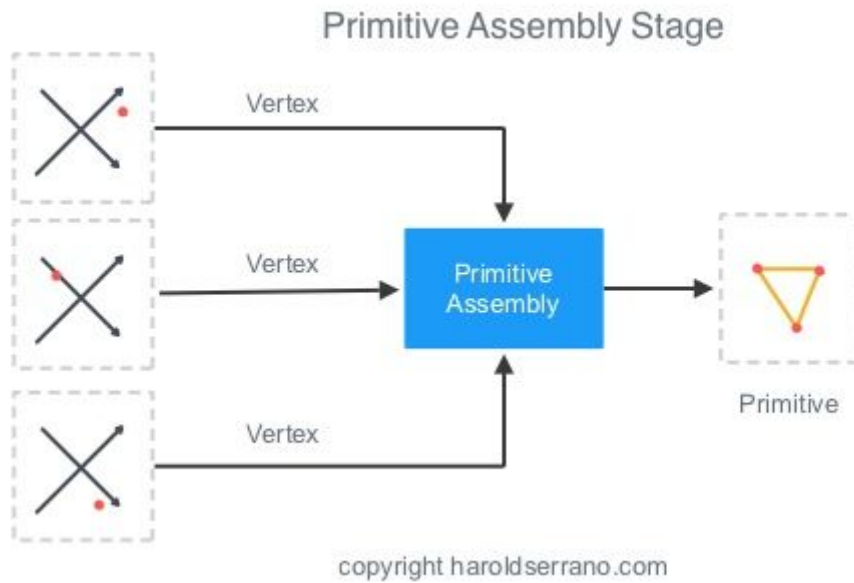 Primitive Assembly Stage
Vertex
Vertex
Primitive
Assembly
Vertex
Primitive
copyright haroldserrano.com